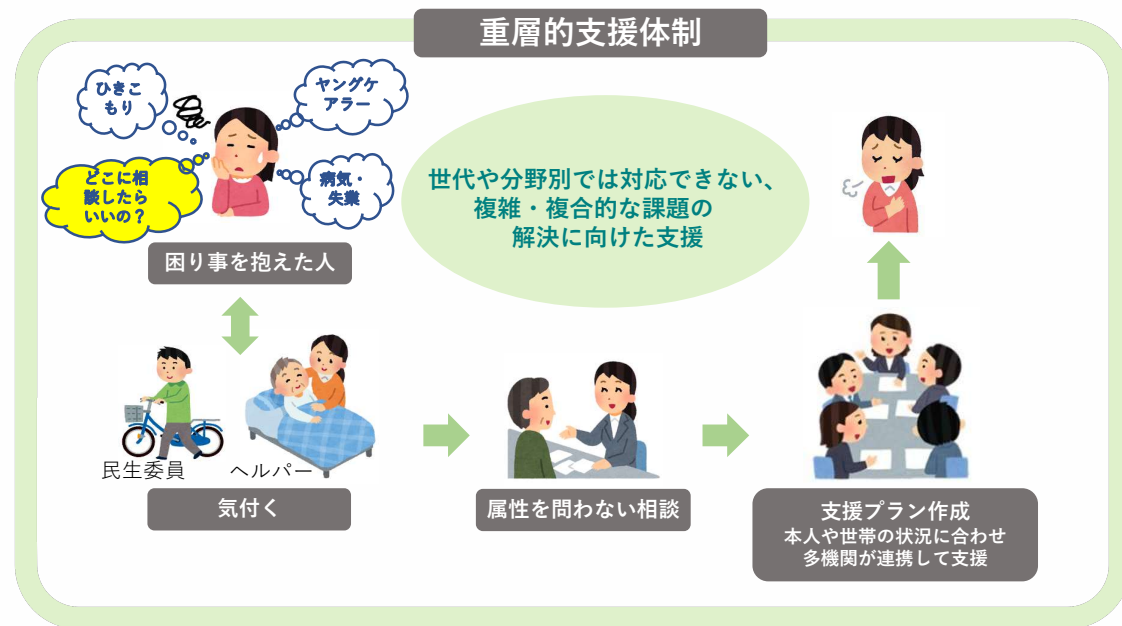 重層的支援体制
ひきこ
もり
ヤングケ
アラー
どこに相
談したら
いいの？
病気・
失業
困り事を抱えた人
世代や分野別では対応できない、
複雑・複合的な課題の
解決に向けた支援
民生委員
ヘルパー
気付く
属性を問わない相談
支援プラン作成
本人や世帯の状況に合わせ
多機関が連携して支援